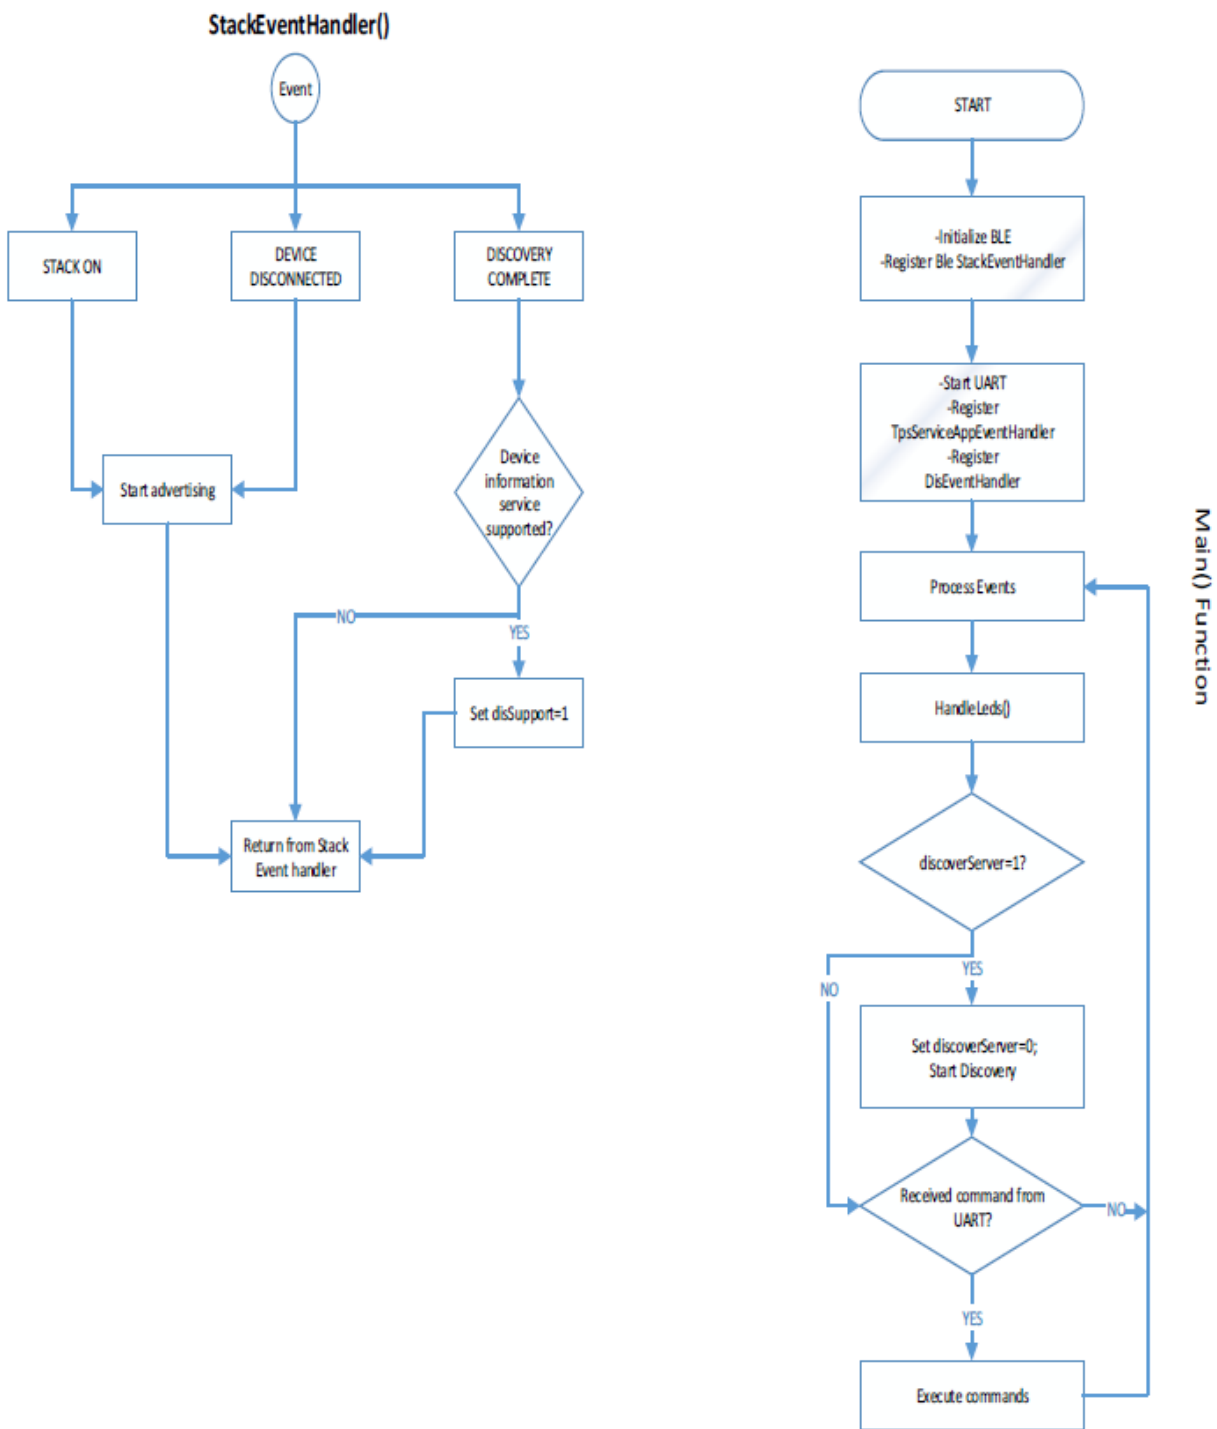 StackEventHandler()
Event
STACK ON
DEVICE
DISCONNECTED
DISCOVERY
COMPLETE
Start advertising
Device
information
service
supported?
NO
YES
Set disSupport=1
Return from Stack
Event handler
START
-Initialize BLE
-Register Ble StackEventHandler
-Start UART
-Register
TpsServiceAppEventHandler
-Register
DisEventHandler
Process Events
HandleLeds()
discoverServer=1?
YES
NO
Set discoverServer=0;
Start Discovery
Received command from
UART?
NO
YES
Execute commands
Main() Function